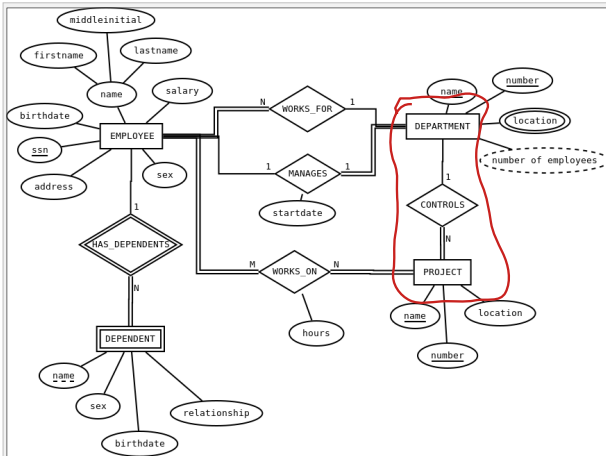 middleinitial
firstname
lastname
name
salary
birthdate
EMPLOYEE
ssn
address
sex
N
WORKS_FOR
1
1
MANAGES
1
startdate
name
number
DEPARTMENT
location
number of employees
1
CONTROLS
N
1
HAS_DEPENDENTS
N
M
WORKS_ON
N
hours
PROJECT
name
location
number
DEPENDENT
name
sex
relationship
birthdate